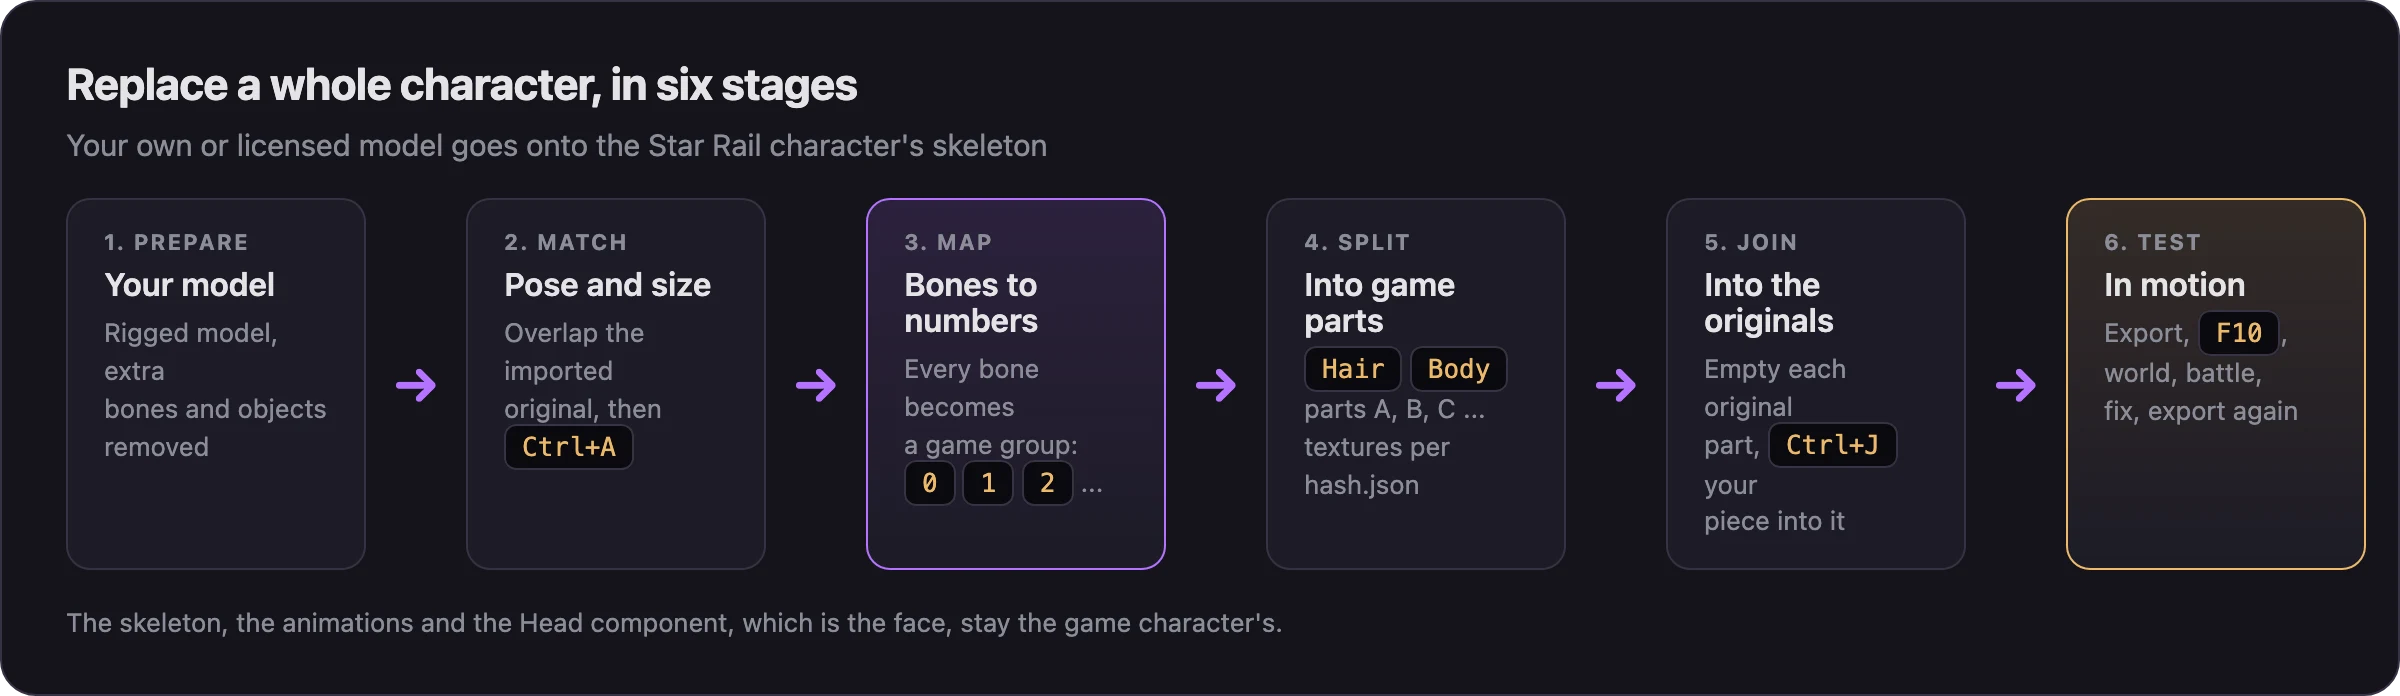 Replace a whole character, in six stages
Your own or licensed model goes onto the Star Rail character's skeleton
1. PREPARE
Your model
Rigged model,
extra
bones and objects
removed
2. MATCH
Pose and size
Overlap the
imported
original, then
Ctrl+A
3. MAP
Bones to
numbers
Every bone
becomes
a game group:
0 1 2 ...
4. SPLIT
Into game
parts
Hair Body
parts A, B, C ...
textures per
hash.json
5. JOIN
Into the
originals
Empty each
original
part, Ctrl+J
your
piece into it
6. TEST
In motion
Export, F10 ,
world, battle,
fix, export again
The skeleton, the animations and the Head component, which is the face, stay the game character's.